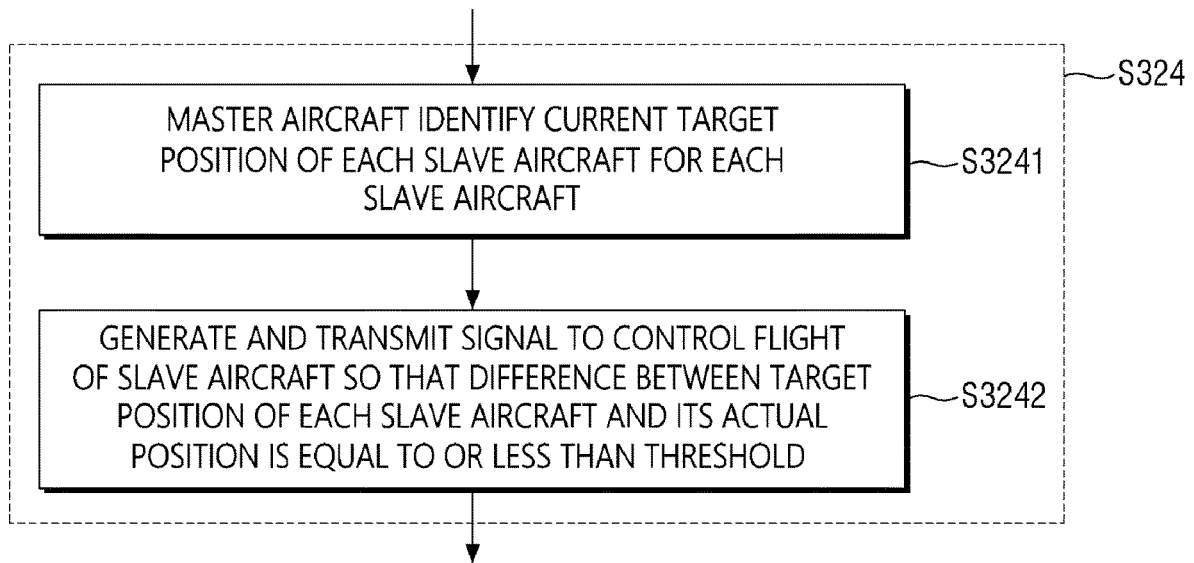 S324
MASTER AIRCRAFT IDENTIFY CURRENT TARGET
POSITION OF EACH SLAVE AIRCRAFT FOR EACH
SLAVE AIRCRAFT
S3241
GENERATE AND TRANSMIT SIGNAL TO CONTROL FLIGHT
OF SLAVE AIRCRAFT SO THAT DIFFERENCE BETWEEN TARGET
POSITION OF EACH SLAVE AIRCRAFT AND ITS ACTUAL
POSITION IS EQUAL TO OR LESS THAN THRESHOLD
S3242